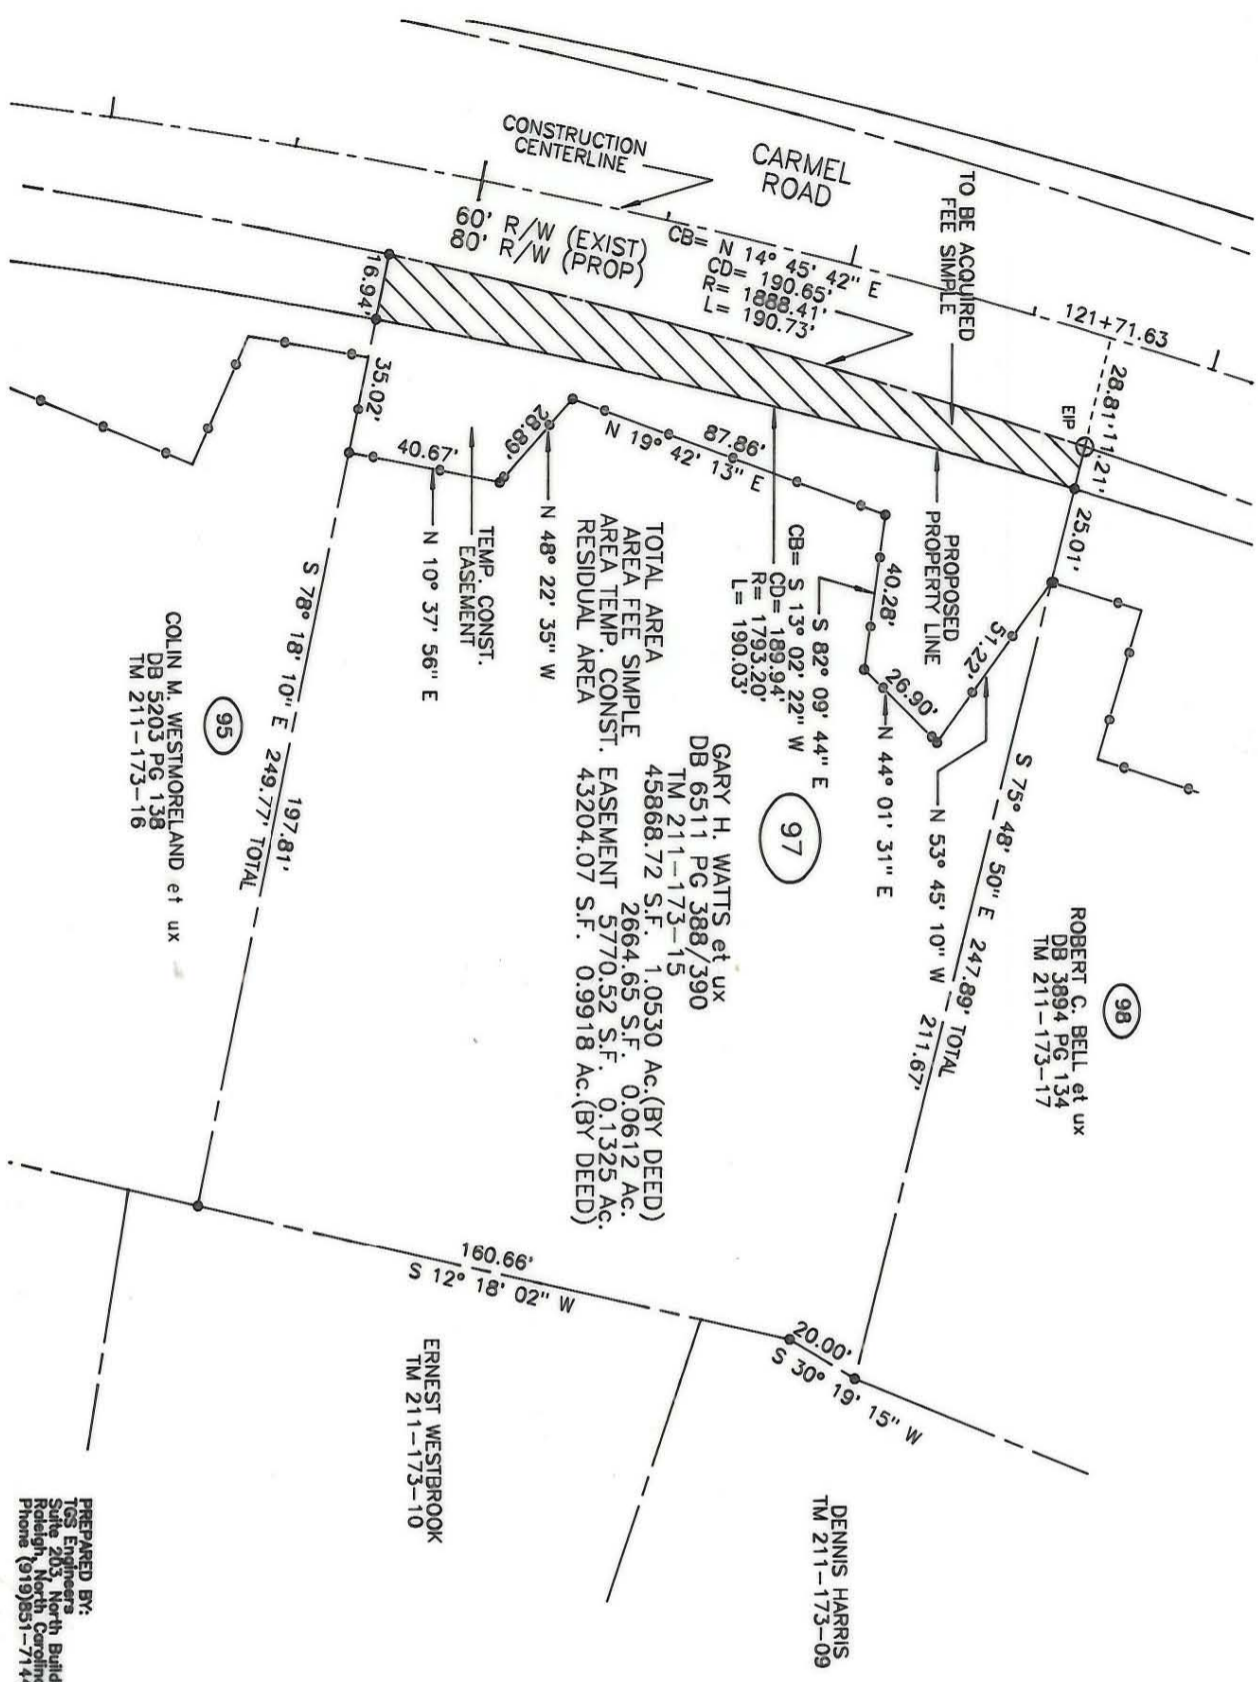 CARMEL
ROAD
CONSTRUCTION
CENTERLINE
60' R/W (EXIST)
80' R/W (PROP)
TO BE ACQUIRED
FEE SIMPLE
CB= N 14° 45' 42" E
CD= 190.65'
R= 1888.41'
L= 190.73'
121+71.63
28.81'
11.21'
EIP
25.01'
16.94'
35.02'
PROPOSED
PROPERTY LINE
40.67'
28.89'
N 19° 42' 13" E
87.86'
40.28'
26.90'
51.22'
TEMP. CONST.
EASEMENT
N 10° 37' 56" E
N 48° 22' 35" W
CB= S 13° 02' 22" W
CD= 189.94'
R= 1793.20'
L= 190.03'
S 82° 09' 44" E
N 44° 01' 31" E
N 53° 45' 10" W
TOTAL AREA 45868.72 S.F. 1.0530 Ac.(BY DEED)
AREA FEE SIMPLE 2664.65 S.F. 0.0612 Ac.
AREA TEMP. CONST. EASEMENT 5770.52 S.F. 0.1325 Ac.
RESIDUAL AREA 43204.07 S.F. 0.9918 Ac.(BY DEED)
97
GARY H. WATTS et ux
DB 6511 PG 388/390
TM 211-173-15
S 75° 48' 50" E 247.89' TOTAL
211.67'
98
ROBERT C. BELL et ux
DB 3894 PG 134
TM 211-173-17
S 78° 18' 10" E 249.77' TOTAL
197.81'
95
COLIN M. WESTMORELAND et ux
DB 5203 PG 138
TM 211-173-16
160.66'
S 12° 18' 02" W
20.00'
S 30° 19' 15" W
ERNEST WESTBROOK
TM 211-173-10
DENNIS HARRIS
TM 211-173-09
PREPARED BY:
TGS Engineers
Suite 203, North Build
Raleigh, North Carolina
Phone (919)851-714